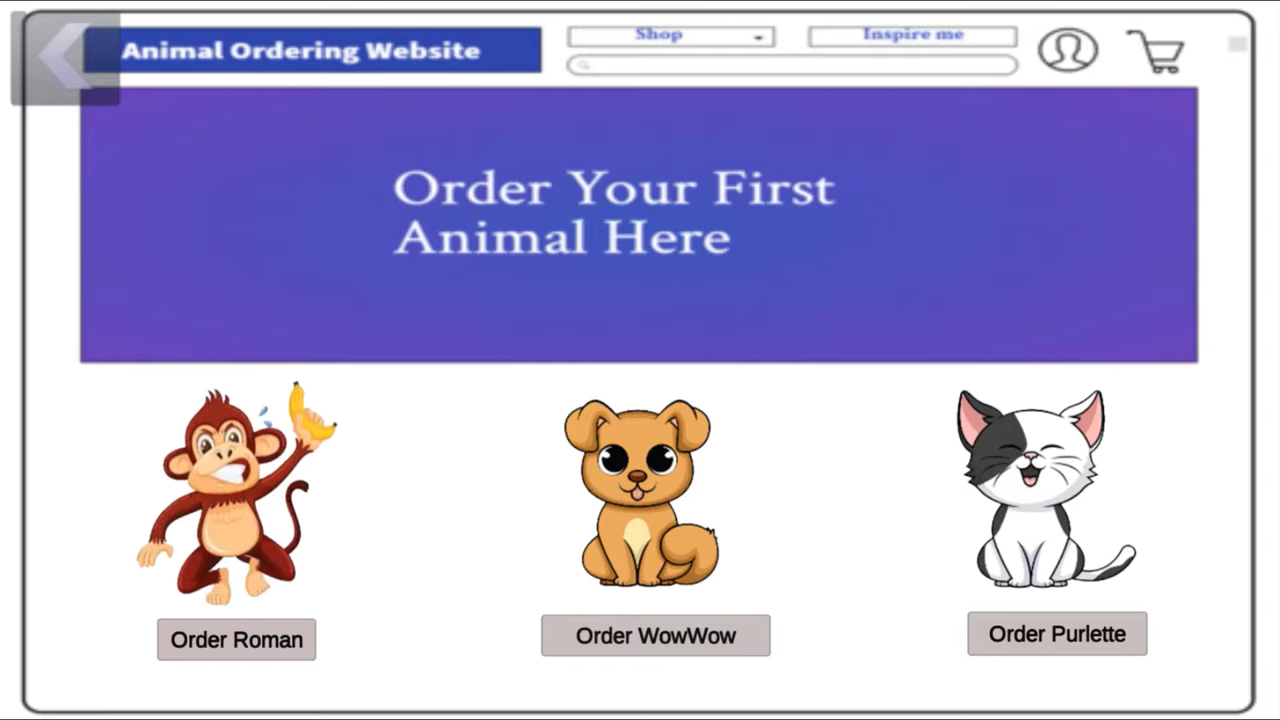 Animal Ordering Website
Shop
Inspire me
Order Your First
Animal Here
Order Roman
Order WowWow
Order Purlette